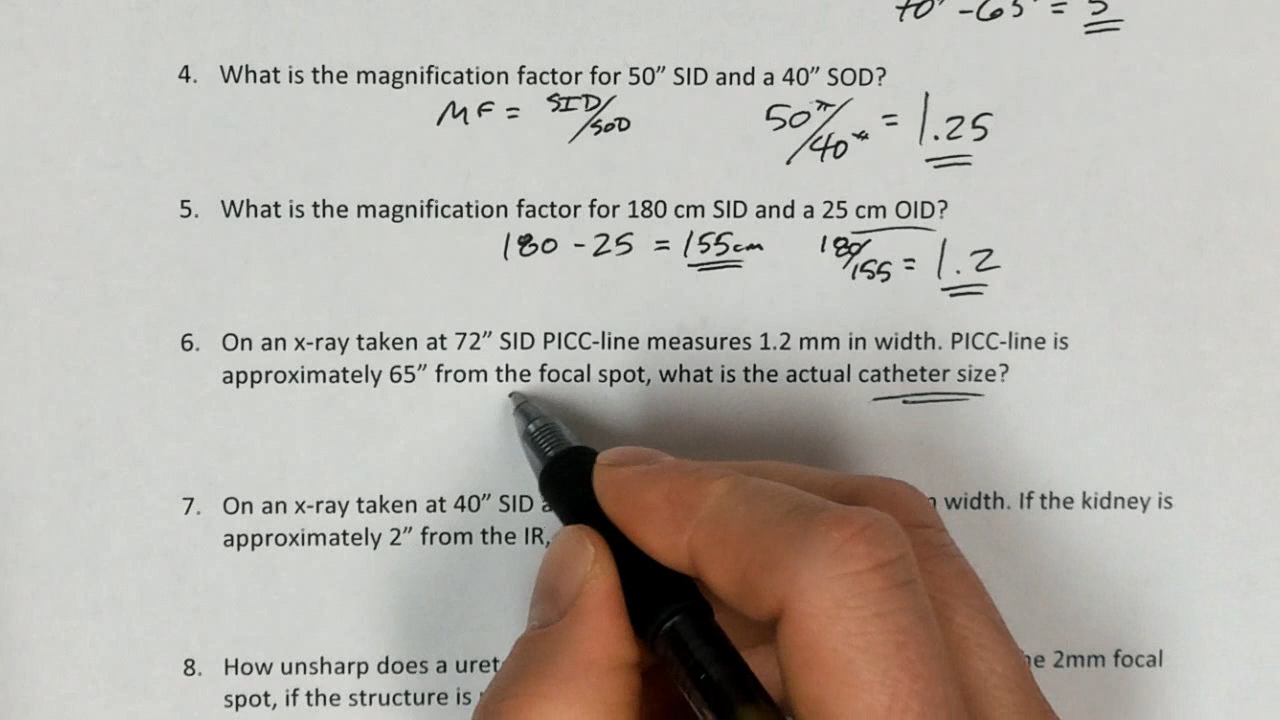 - 65" = 5
4. What is the magnification factor for 50” SID and a 40” SOD?
MF = SID/SOD 50"/40" = 1.25
5. What is the magnification factor for 180 cm SID and a 25 cm OID?
180 - 25 = 155cm 180/155 = 1.2
6. On an x-ray taken at 72” SID PICC-line measures 1.2 mm in width. PICC-line is
approximately 65” from the focal spot, what is the actual catheter size?
7. On an x-ray taken at 40” SID width. If the kidney is
approximately 2” from the IR,
8. How unsharp does a 2mm focal
spot, if the structure is